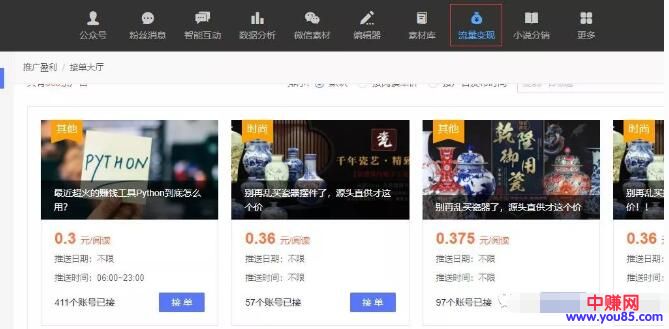 公众号 粉丝消息 智能互动 数据分析 微信素材 编辑器 素材库 流量变现 小说分销 更多
推广盈利 / 接单大厅
其他
PYTHON
最近超火的赚钱工具Python到底怎么
用？
0.3 元/阅读
推送日期：不限
推送时间：06:00~23:00
411个账号已接 接单
时尚
瓷
千年瓷艺·精
别再乱买瓷器摆件了，源头直供才这
个价
0.36 元/阅读
推送日期：不限
推送时间：不限
57个账号已接 接单
时尚
乾隆
御用
瓷
别再乱买瓷器了，源头直供才这个价
0.375 元/阅读
推送日期：不限
推送时间：不限
97个账号已接
时尚
别再乱
价！！
0.36 元
推送日期：
推送时间：
中赚网
www.you85.com